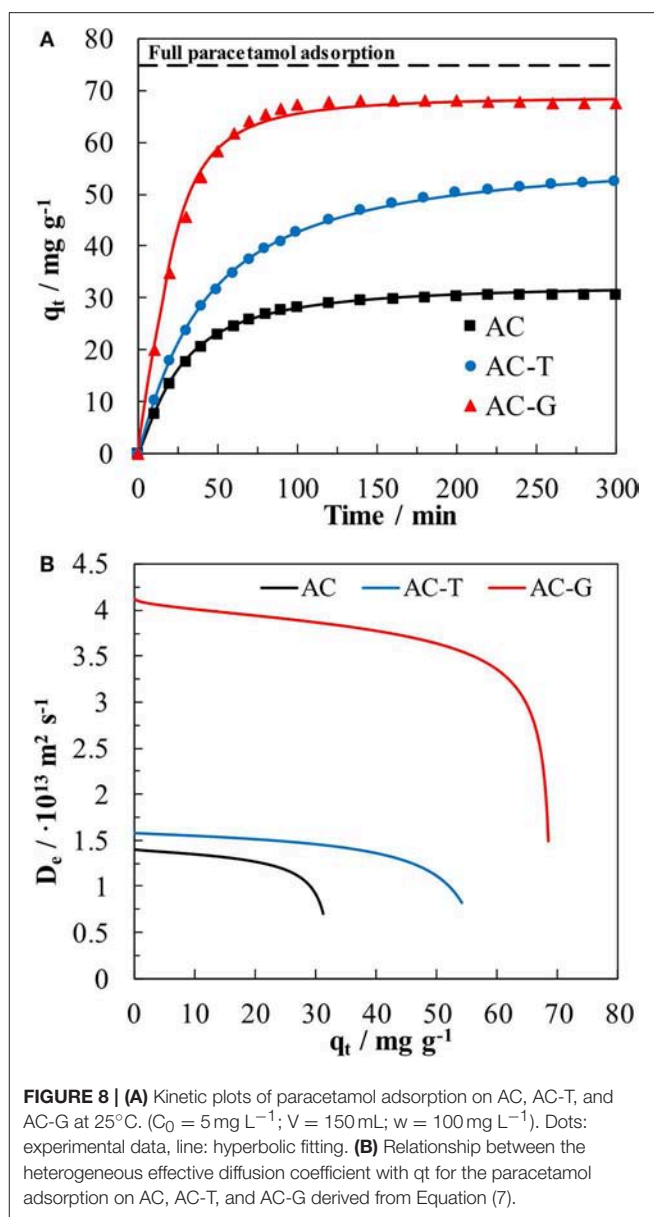 A
80
70
60
50
40
30
20
10
0
q_t / mg g⁻¹
Full paracetamol adsorption
AC
AC-T
AC-G
0 50 100 150 200 250 300
Time / min
B
4.5
4
3.5
3
2.5
2
1.5
1
0.5
0
D_e / ·10¹³ m² s⁻¹
AC AC-T AC-G
0 10 20 30 40 50 60 70 80
q_t / mg g⁻¹
FIGURE 8 | (A) Kinetic plots of paracetamol adsorption on AC, AC-T, and
AC-G at 25°C. (C₀ = 5 mg L⁻¹; V = 150 mL; w = 100 mg L⁻¹). Dots:
experimental data, line: hyperbolic fitting. (B) Relationship between the
heterogeneous effective diffusion coefficient with qt for the paracetamol
adsorption on AC, AC-T, and AC-G derived from Equation (7).